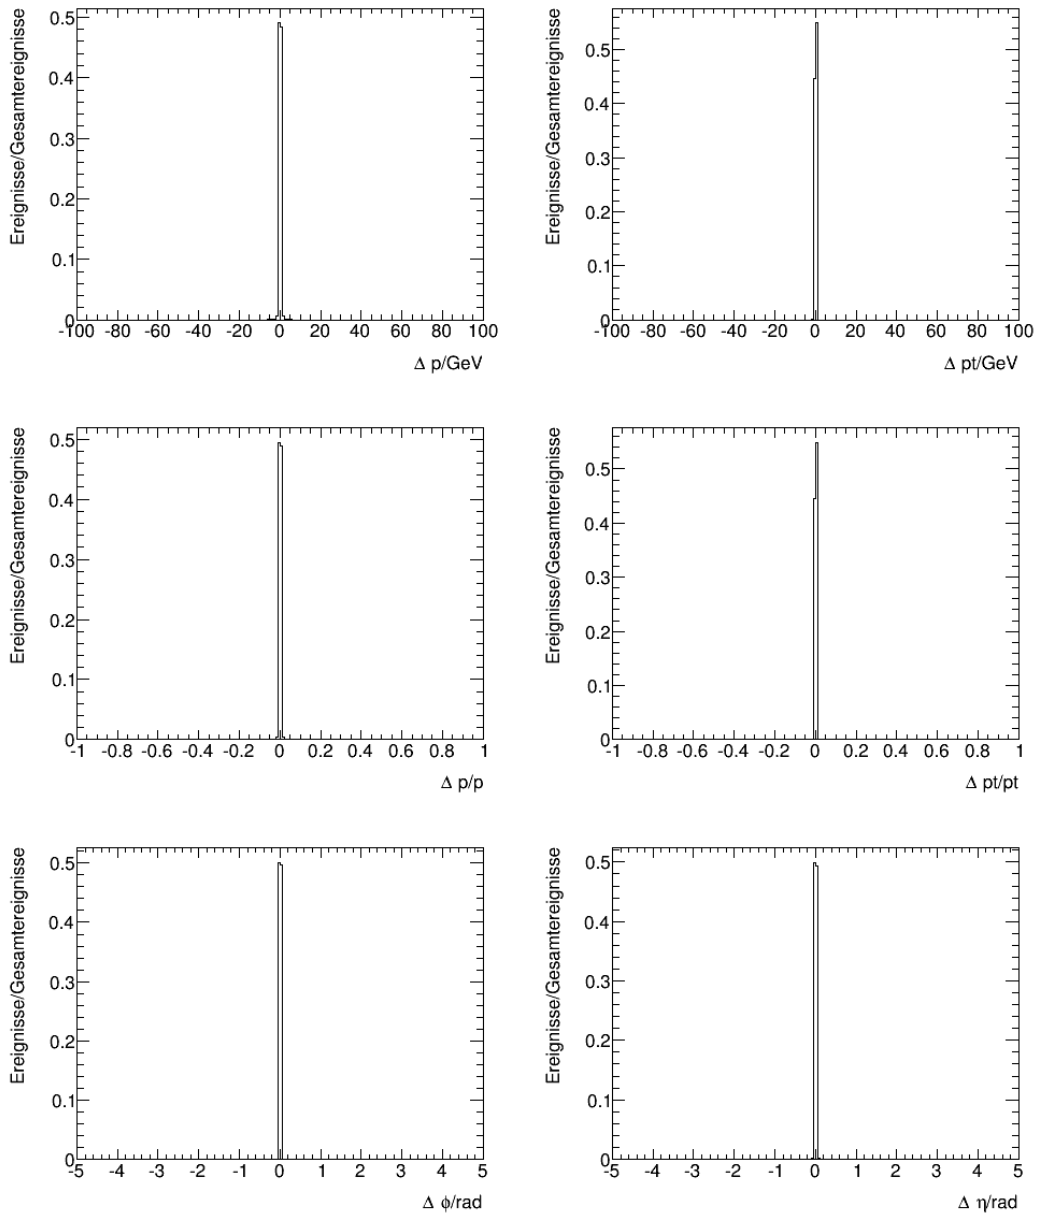 Ereignisse/Gesamtereignisse
0.5
0.4
0.3
0.2
0.1
0
-100 -80 -60 -40 -20 0 20 40 60 80 100
Δ p/GeV
Ereignisse/Gesamtereignisse
0.5
0.4
0.3
0.2
0.1
0
-100 -80 -60 -40 -20 0 20 40 60 80 100
Δ pt/GeV
Ereignisse/Gesamtereignisse
0.5
0.4
0.3
0.2
0.1
0
-1 -0.8 -0.6 -0.4 -0.2 0 0.2 0.4 0.6 0.8 1
Δ p/p
Ereignisse/Gesamtereignisse
0.5
0.4
0.3
0.2
0.1
0
-1 -0.8 -0.6 -0.4 -0.2 0 0.2 0.4 0.6 0.8 1
Δ pt/pt
Ereignisse/Gesamtereignisse
0.5
0.4
0.3
0.2
0.1
0
-5 -4 -3 -2 -1 0 1 2 3 4 5
Δ ϕ/rad
Ereignisse/Gesamtereignisse
0.5
0.4
0.3
0.2
0.1
0
-5 -4 -3 -2 -1 0 1 2 3 4 5
Δ η/rad